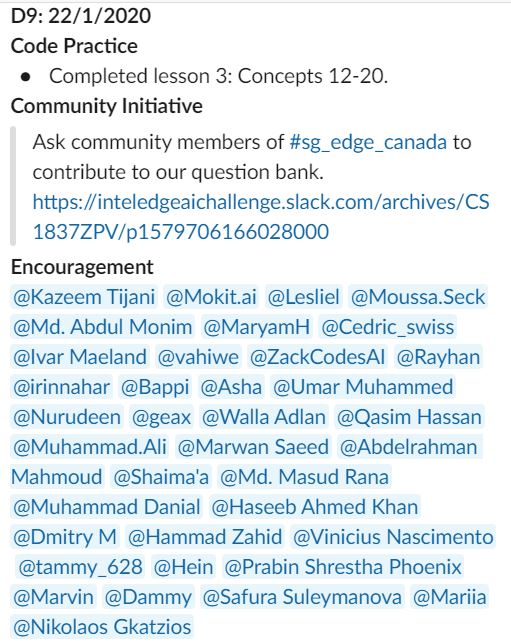 D9: 22/1/2020
Code Practice
● Completed lesson 3: Concepts 12-20.
Community Initiative
Ask community members of #sg_edge_canada to
contribute to our question bank.
https://inteledgeaichallenge.slack.com/archives/CS
1837ZPV/p1579706166028000
Encouragement
@Kazeem Tijani @Mokit.ai @Lesliel @Moussa.Seck
@Md. Abdul Monim @MaryamH @Cedric_swiss
@Ivar Maeland @vahiwe @ZackCodesAI @Rayhan
@irinnahar @Bappi @Asha @Umar Muhammed
@Nurudeen @geax @Walla Adlan @Qasim Hassan
@Muhammad.Ali @Marwan Saeed @Abdelrahman
Mahmoud @Shaima'a @Md. Masud Rana
@Muhammad Danial @Haseeb Ahmed Khan
@Dmitry M @Hammad Zahid @Vinicius Nascimento
@tammy_628 @Hein @Prabin Shrestha Phoenix
@Marvin @Dammy @Safura Suleymanova @Mariia
@Nikolaos Gkatzios